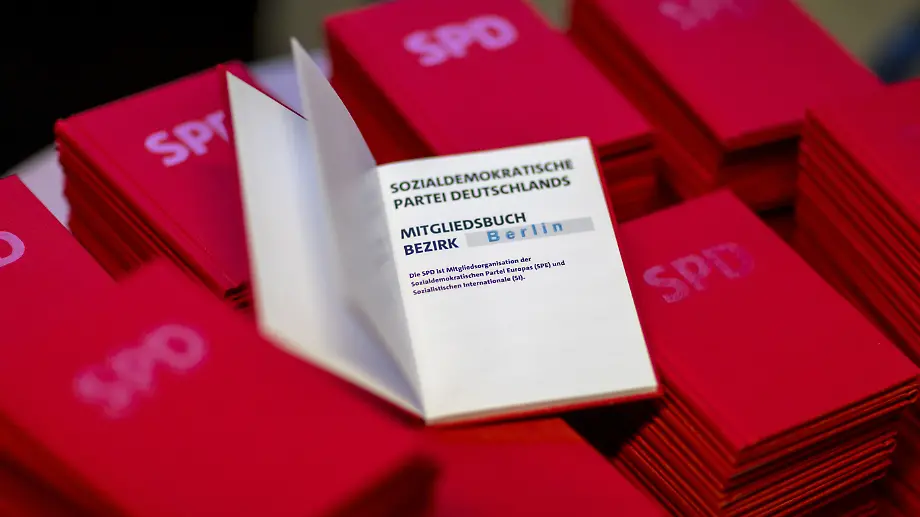 SPD
SPD
SPD
SPD
SPD
SOZIALDEMOKRATISCHE
PARTEI DEUTSCHLANDS
MITGLIEDSBUCH
BEZIRK Berlin
Die SPD ist Mitgliedsorganisation der
Sozialdemokratischen Partei Europas (SPE) und
Sozialistischen Internationale (SI).